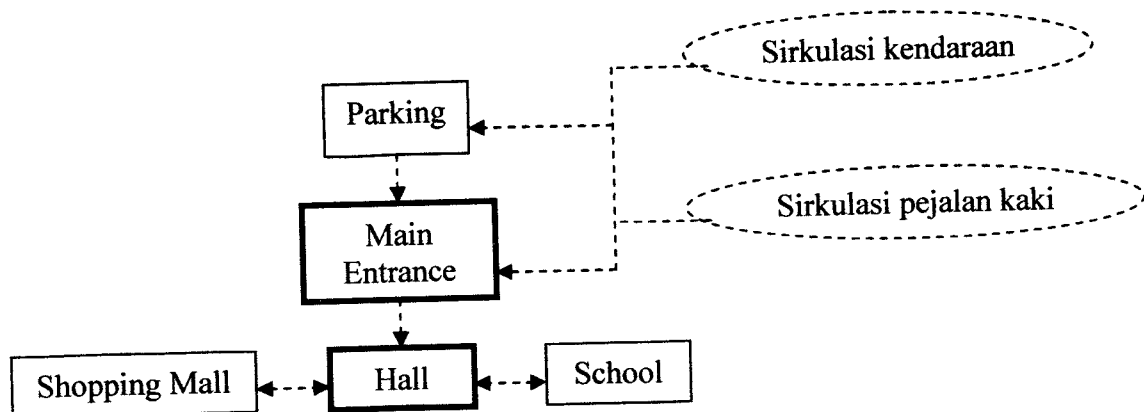 Sirkulasi kendaraan
Parking
Sirkulasi pejalan kaki
Main
Entrance
Shopping Mall
Hall
School